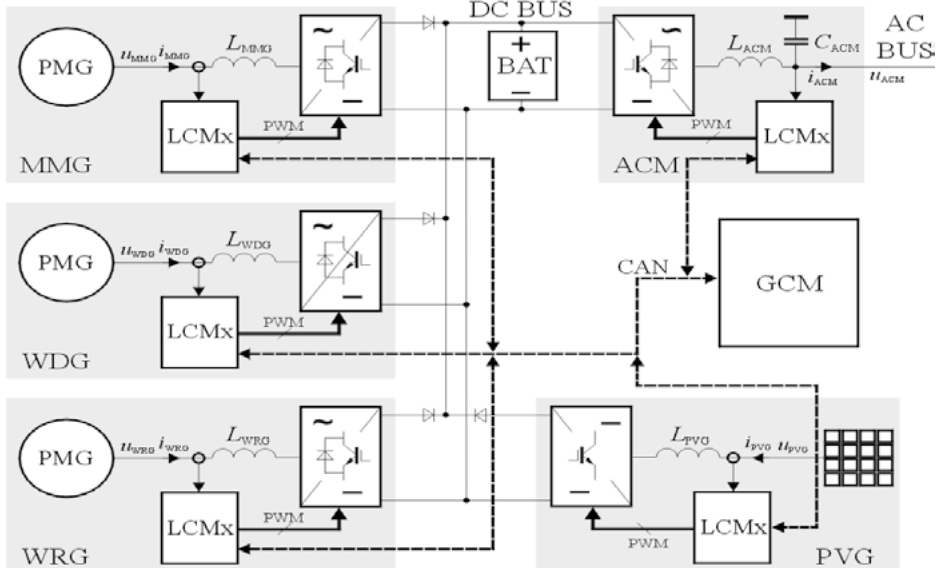 DC BUS
AC
BUS
PMG
u_MMG i_MMG
L_MMG
~
–
LCMx
PWM
MMG
+
BAT
–
~
–
L_ACM
C_ACM
i_ACM
u_ACM
PWM
LCMx
ACM
PMG
u_WDG i_WDG
L_WDG
~
–
LCMx
PWM
WDG
CAN
GCM
PMG
u_WRG i_WRG
L_WRG
~
–
LCMx
PWM
WRG
–
–
L_PVG
i_PVG u_PVG
PWM
LCMx
PVG